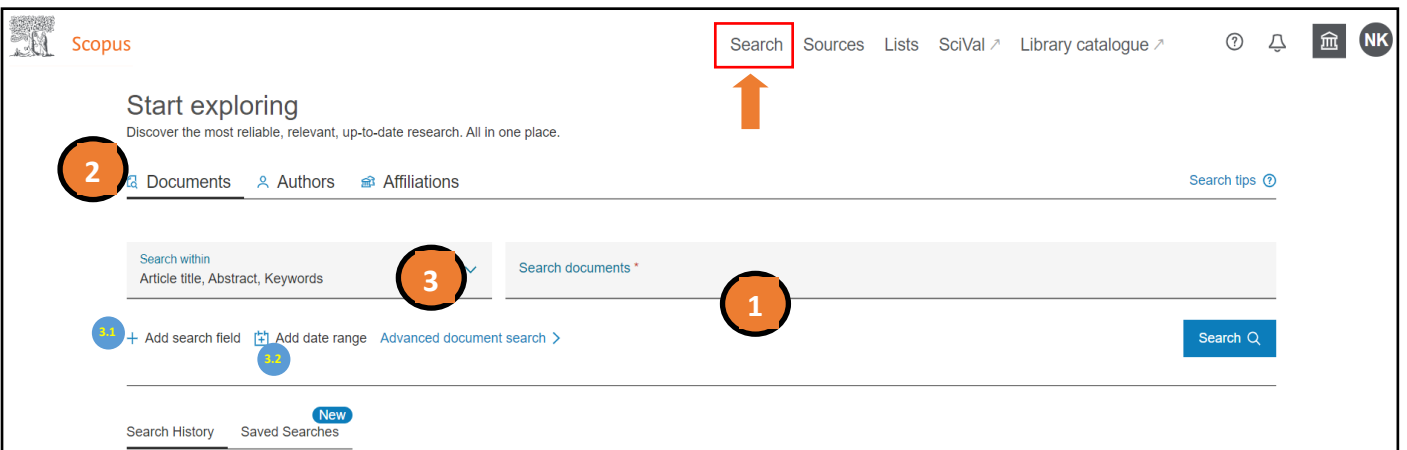 Scopus
Search Sources Lists SciVal ↗ Library catalogue ↗ ? NK
Start exploring
Discover the most reliable, relevant, up-to-date research. All in one place.
2
Documents Authors Affiliations Search tips ?
Search within
Article title, Abstract, Keywords
3
Search documents *
1
3.1
+ Add search field Add date range Advanced document search > Search
3.2
New
Search History Saved Searches